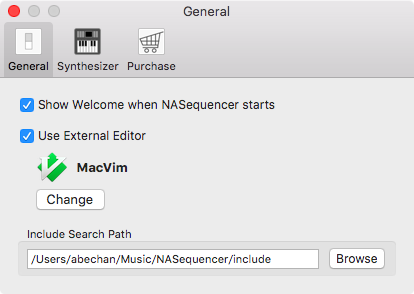 General
General Synthesizer Purchase
Show Welcome when NASequencer starts
Use External Editor
MacVim
Change
Include Search Path
/Users/abechan/Music/NASequencer/include Browse